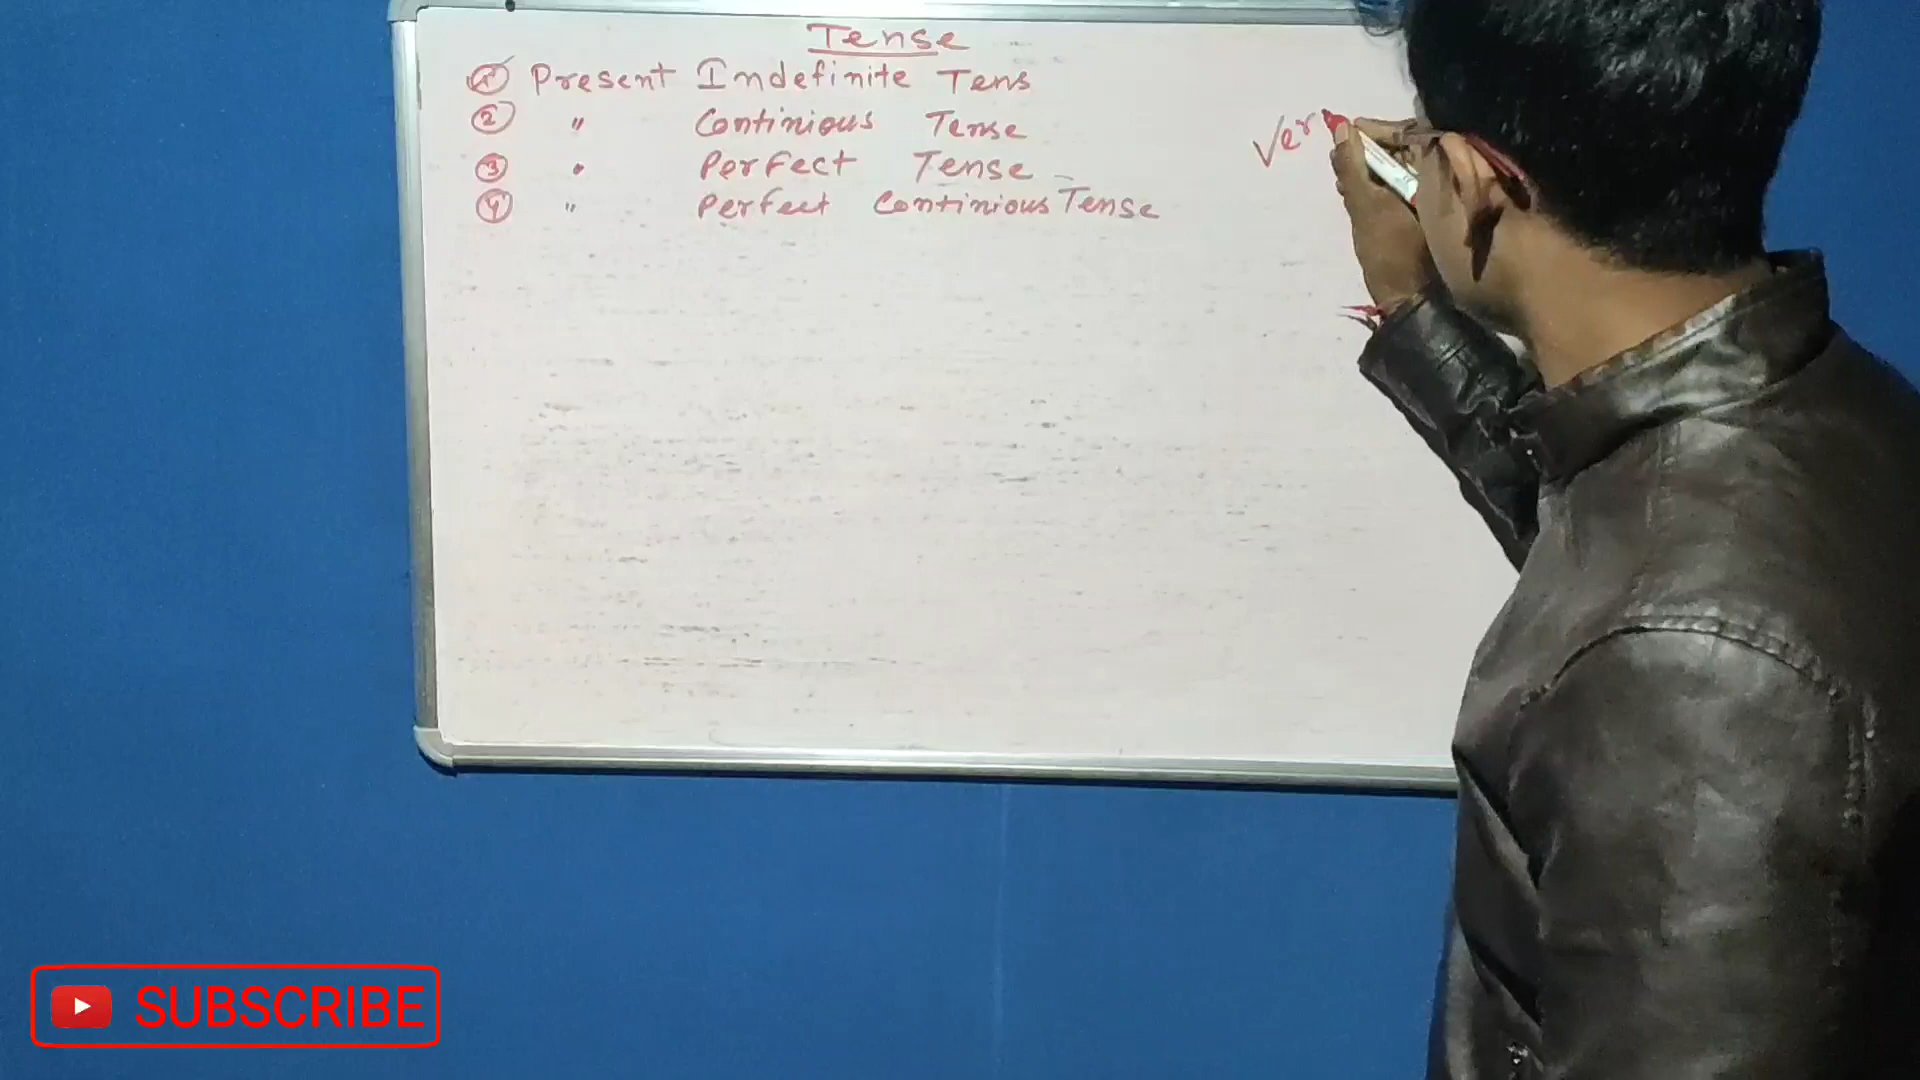 Tense
① Present Indefinite Tens
② " Continious Tense
③ " Perfect Tense
④ " Perfect Continious Tense
Ver
SUBSCRIBE